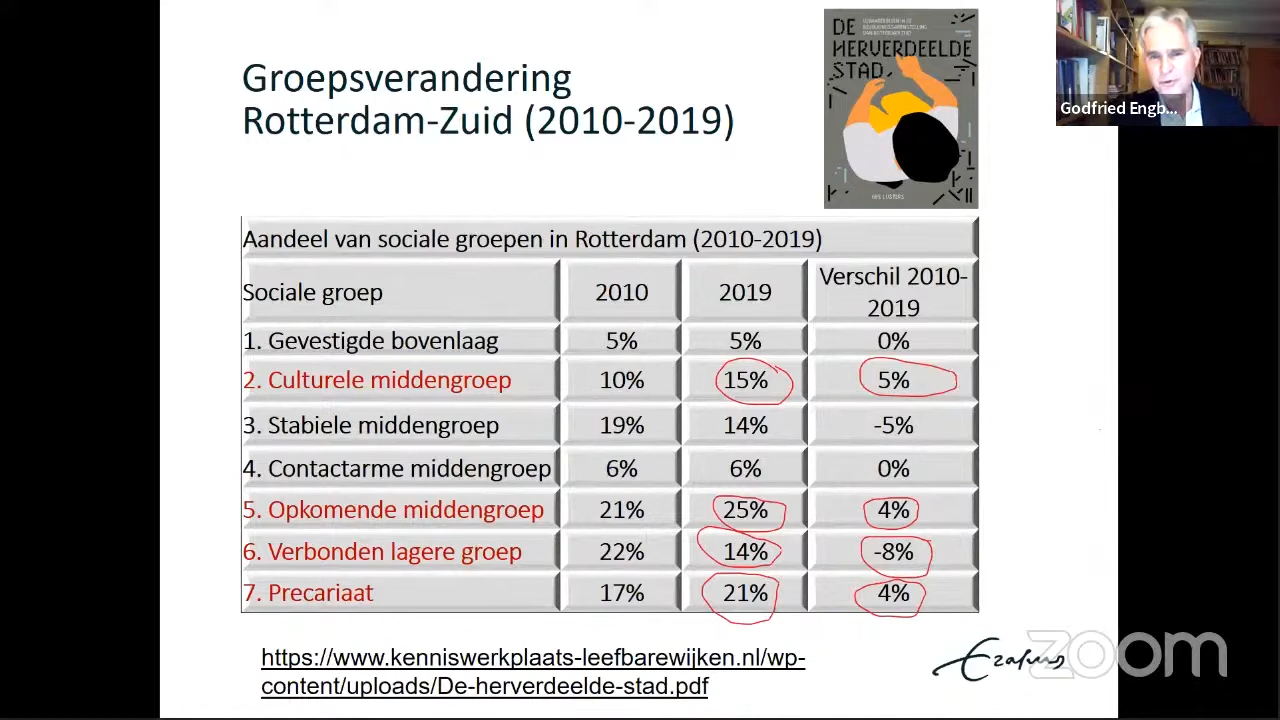 Groepsverandering
Rotterdam-Zuid (2010-2019)
DE
HERVERDEELDE
STAD
Godfried Engb...
Aandeel van sociale groepen in Rotterdam (2010-2019)
Sociale groep 2010 2019 Verschil 2010-
2019
1. Gevestigde bovenlaag 5% 5% 0%
2. Culturele middengroep 10% 15% 5%
3. Stabiele middengroep 19% 14% -5%
4. Contactarme middengroep 6% 6% 0%
5. Opkomende middengroep 21% 25% 4%
6. Verbonden lagere groep 22% 14% -8%
7. Precariaat 17% 21% 4%
https://www.kenniswerkplaats-leefbarewijken.nl/wp-
content/uploads/De-herverdeelde-stad.pdf
Erasmus
zoom